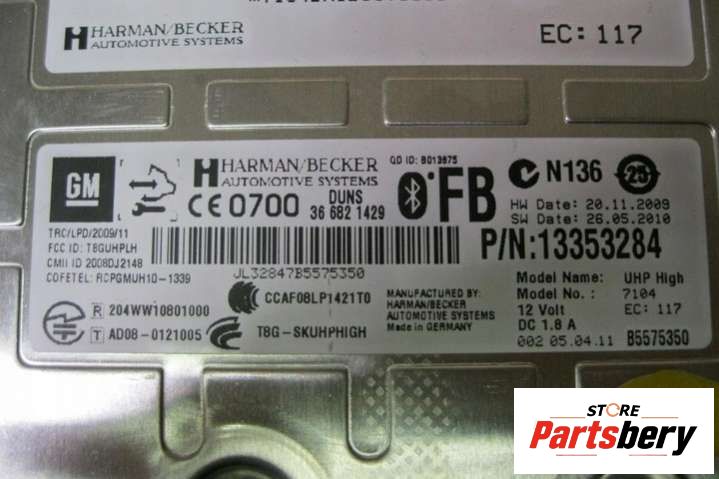 HARMAN/BECKER
AUTOMOTIVE SYSTEMS
EC: 117
GM
HARMAN/BECKER
AUTOMOTIVE SYSTEMS
QD ID: B013875
N136
25
CE 0700
DUNS
36 682 1429
FB
HW Date: 20.11.2009
SW Date: 26.05.2010
TRC/LPD/2009/11
FCC ID: T8GUHPLH
CMII ID 2008DJ2148
COFETEL: RCPGMUH10-1339
P/N:13353284
JL32847B5575350
R 204WW10801000
T AD08-0121005
CCAF08LP1421T0
T8G-SKUHPHIGH
MANUFACTURED BY:
HARMAN/BECKER
AUTOMOTIVE SYSTEMS
Made in GERMANY
Model Name: UHP High
Model No.: 7104
12 Volt EC: 117
DC 1.8 A
002 05.04.11 B5575350
STORE
Partsbery